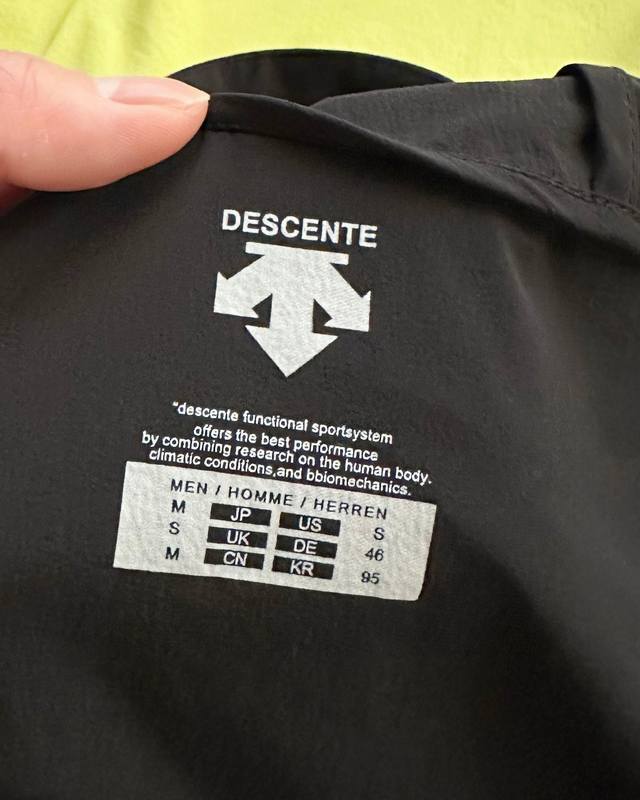 DESCENTE
"descente functional sportsystem
offers the best performance
by combining research on the human body.
climatic conditions,and bbiomechanics.
MEN / HOMME / HERREN
M JP US S
S UK DE 46
M CN KR 95